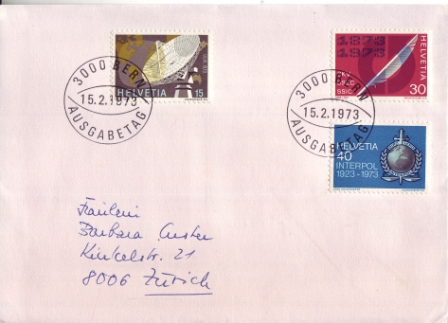 3000 BERN
15.2.1973
AUSGABETAG
HELVETIA 15
1873
1973
HELVETIA
30
3000 BERN
15.2.1973
AUSGABETAG
HELVETIA
40
INTERPOL
1923-1973
Fräulein
Barbara
Kinkelstr. 21
8006 Zürich